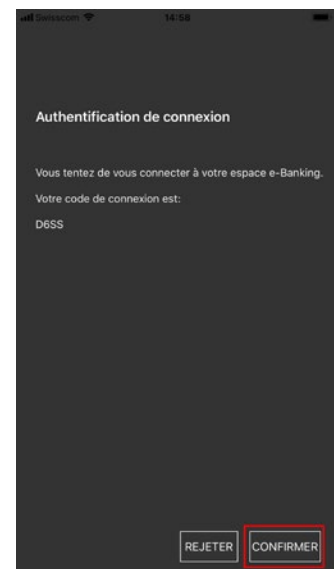 Swisscom 14:58
Authentification de connexion
Vous tentez de vous connecter à votre espace e-Banking.
Votre code de connexion est:
D6SS
REJETER CONFIRMER